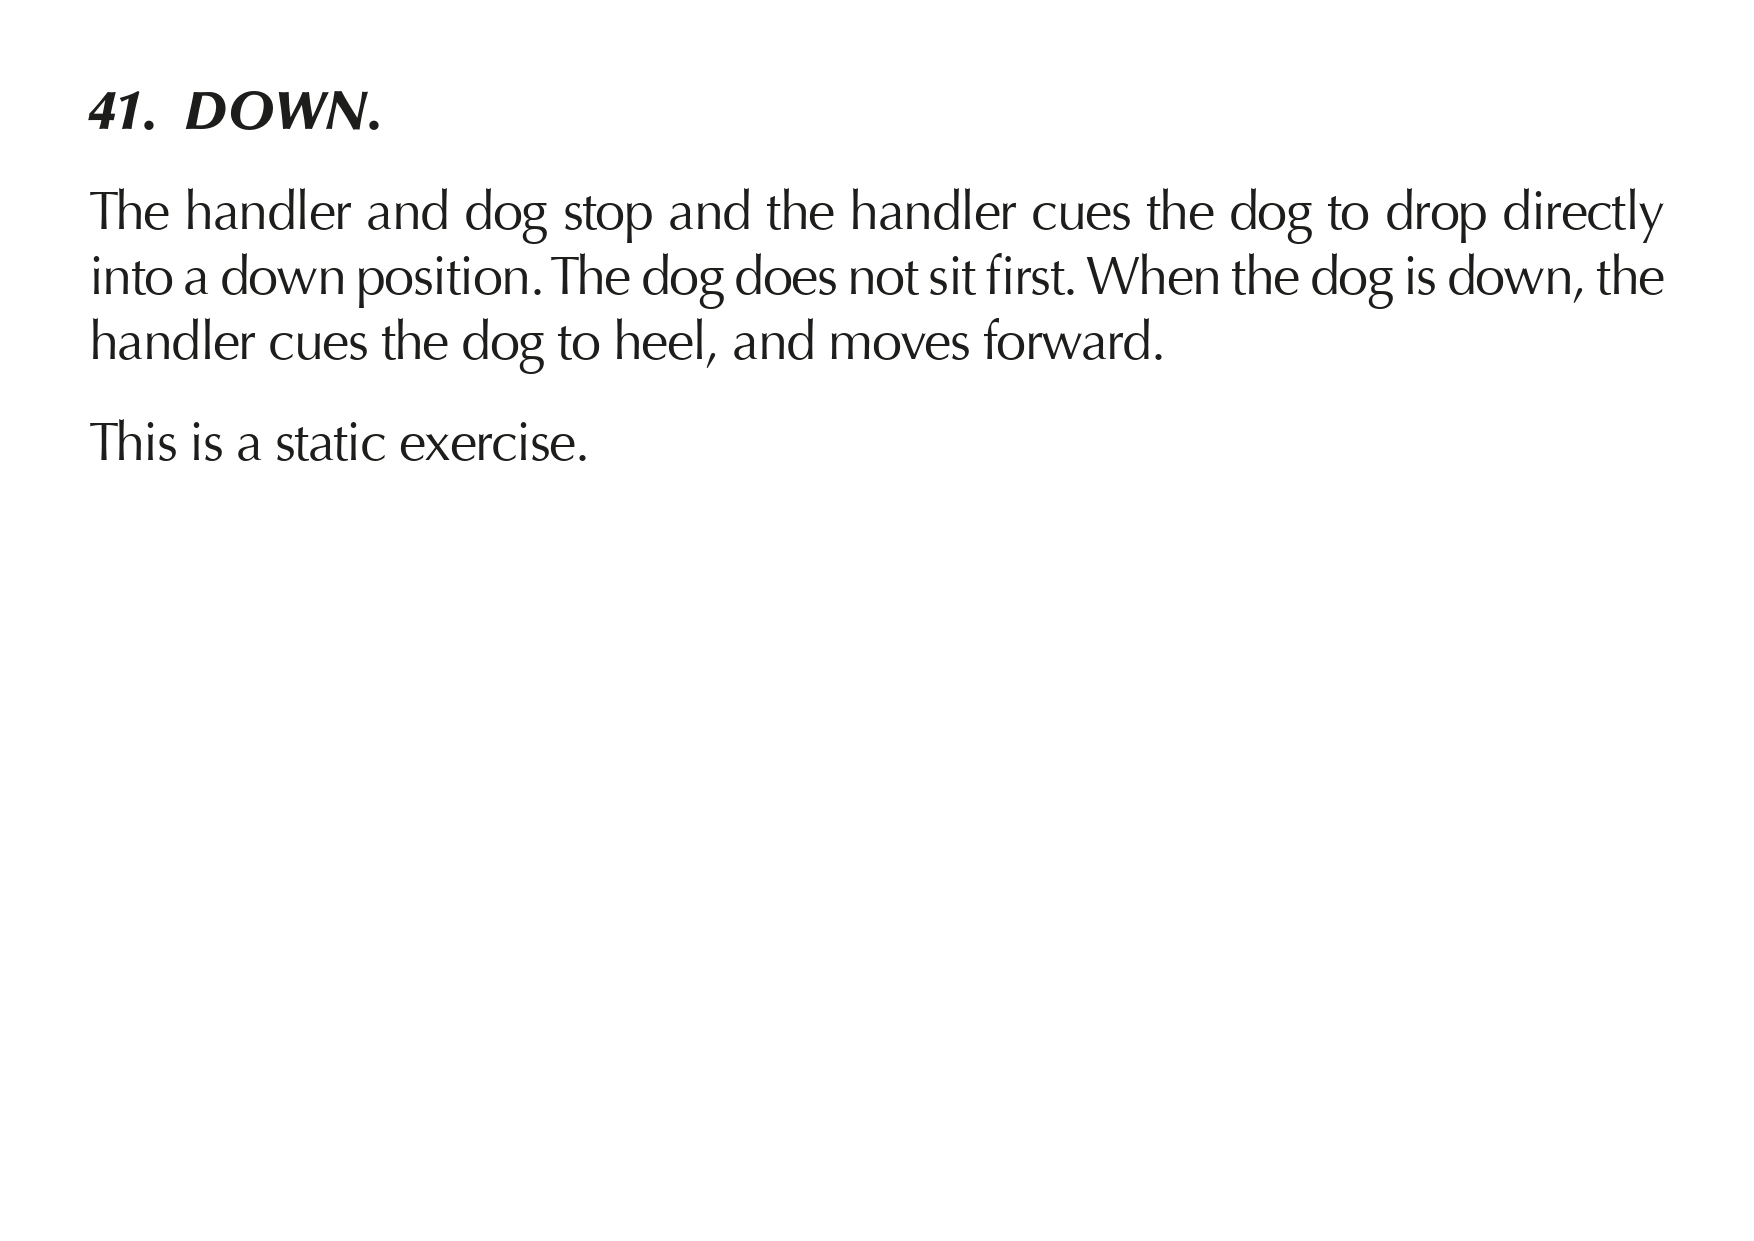 41. DOWN.
The handler and dog stop and the handler cues the dog to drop directly
into a down position. The dog does not sit first. When the dog is down, the
handler cues the dog to heel, and moves forward.
This is a static exercise.